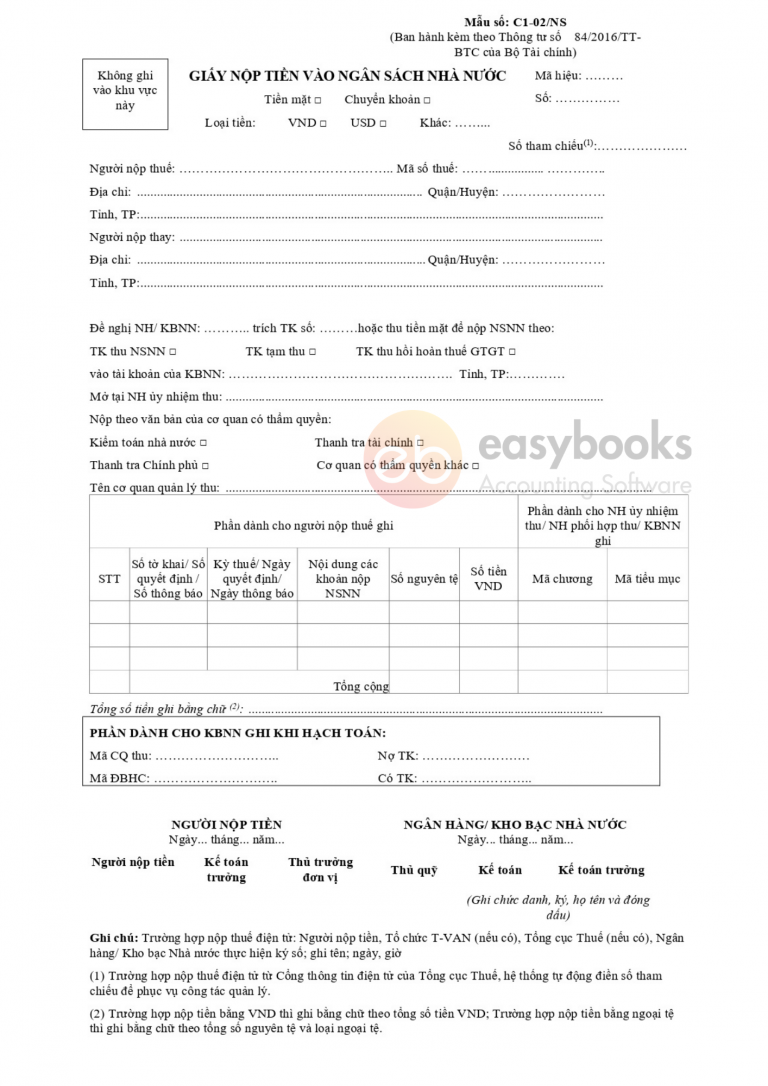 Mẫu số: C1-02/NS
(Ban hành kèm theo Thông tư số 84/2016/TT-
BTC của Bộ Tài chính)
Không ghi
vào khu vực
này
GIẤY NỘP TIỀN VÀO NGÂN SÁCH NHÀ NƯỚC
Mã hiệu: ………
Tiền mặt □ Chuyển khoản □
Số: ……………
Loại tiền: VND □ USD □ Khác: ……...
Số tham chiếu(1):…………………
Người nộp thuế: ………………………………………….. Mã số thuế: ……................. ………….
Địa chỉ: ....................................................................................... Quận/Huyện: ……………………
Tỉnh, TP:.............................................................................................................................................
Người nộp thay: .................................................................................................................................
Địa chỉ: ........................................................................................Quận/Huyện: ……………………
Tỉnh, TP:.............................................................................................................................................
Đề nghị NH/ KBNN: ……….. trích TK số: ………hoặc thu tiền mặt để nộp NSNN theo:
TK thu NSNN □ TK tạm thu □ TK thu hồi hoàn thuế GTGT □
vào tài khoản của KBNN: ……………………………………………. Tỉnh, TP:………….
Mở tại NH ủy nhiệm thu: ...................................................................................................................
Nộp theo văn bản của cơ quan có thẩm quyền:
Kiểm toán nhà nước □ Thanh tra tài chính □
Thanh tra Chính phủ □ Cơ quan có thẩm quyền khác □
eb easybooks
Accounting Software
Tên cơ quan quản lý thu: ..................................................................................................................................
Phần dành cho người nộp thuế ghi
Phần dành cho NH ủy nhiệm
thu/ NH phối hợp thu/ KBNN
ghi
STT
Số tờ khai/ Số
quyết định /
Số thông báo
Kỳ thuế/ Ngày
quyết định/
Ngày thông báo
Nội dung các
khoản nộp
NSNN
Số nguyên tệ
Số tiền
VND
Mã chương
Mã tiểu mục
Tổng cộng
Tổng số tiền ghi bằng chữ (2): ............................................................................................................
PHẦN DÀNH CHO KBNN GHI KHI HẠCH TOÁN:
Mã CQ thu: ……………………….. Nợ TK: …………………….
Mã ĐBHC: ……………………….. Có TK: ……………………..
NGƯỜI NỘP TIỀN
Ngày... tháng... năm...
Người nộp tiền
Kế toán
trưởng
Thủ trưởng
đơn vị
NGÂN HÀNG/ KHO BẠC NHÀ NƯỚC
Ngày... tháng... năm...
Thủ quỹ Kế toán Kế toán trưởng
(Ghi chức danh, ký, họ tên và đóng
dấu)
Ghi chú: Trường hợp nộp thuế điện tử: Người nộp tiền, Tổ chức T-VAN (nếu có), Tổng cục Thuế (nếu có), Ngân
hàng/ Kho bạc Nhà nước thực hiện ký số; ghi tên; ngày, giờ
(1) Trường hợp nộp thuế điện tử từ Cổng thông tin điện tử của Tổng cục Thuế, hệ thống tự động điền số tham
chiếu để phục vụ công tác quản lý.
(2) Trường hợp nộp tiền bằng VND thì ghi bằng chữ theo tổng số tiền VND; Trường hợp nộp tiền bằng ngoại tệ
thì ghi bằng chữ theo tổng số nguyên tệ và loại ngoại tệ.